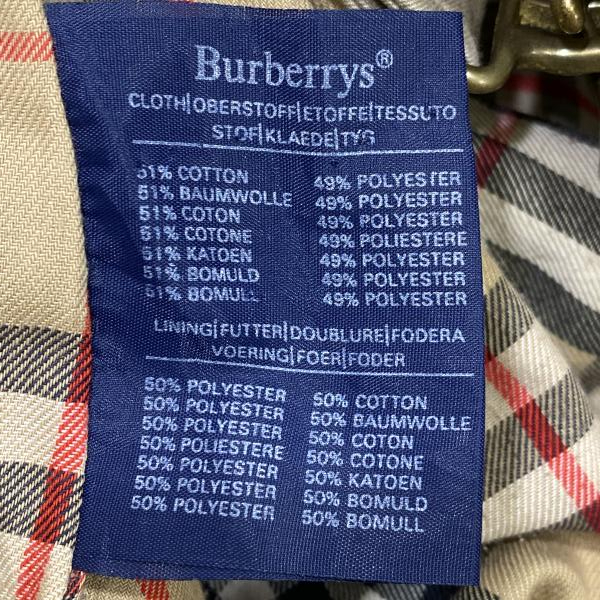 Burberrys®
CLOTH|OBERSTOFF|ETOFFE|TESSUTO
STOF|KLAEDE|TYG
51% COTTON 49% POLYESTER
51% BAUMWOLLE 49% POLYESTER
51% COTON 49% POLYESTER
51% COTONE 49% POLIESTERE
51% KATOEN 49% POLYESTER
51% BOMULD 49% POLYESTER
51% BOMULL 49% POLYESTER
LINING|FUTTER|DOUBLURE|FODERA
VOERING|FOER|FODER
50% POLYESTER 50% COTTON
50% POLYESTER 50% BAUMWOLLE
50% POLYESTER 50% COTON
50% POLIESTERE 50% COTONE
50% POLYESTER 50% KATOEN
50% POLYESTER 50% BOMULD
50% POLYESTER 50% BOMULL